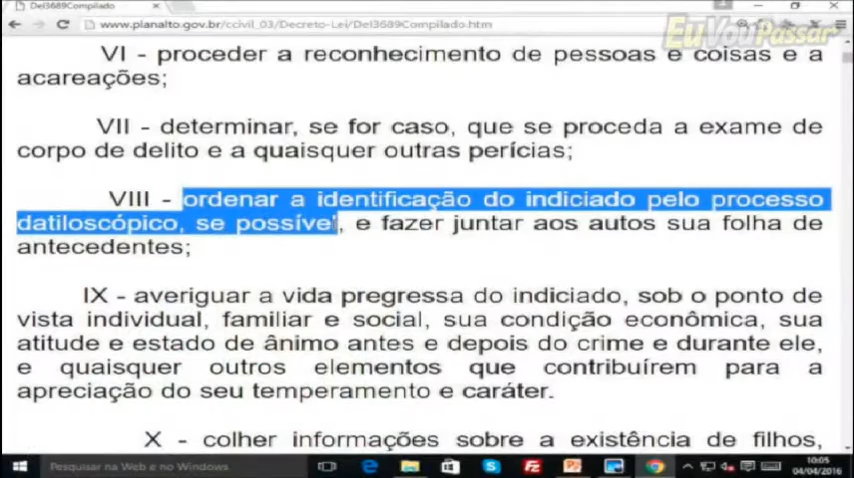 Del3689Compilado
www.planalto.gov.br/ccivil_03/Decreto-Lei/Del3689Compilado.htm
EuVouPassar
VI - proceder a reconhecimento de pessoas e coisas e a
acareações;
VII - determinar, se for caso, que se proceda a exame de
corpo de delito e a quaisquer outras perícias;
VIII - ordenar a identificação do indiciado pelo processo
datiloscópico, se possível, e fazer juntar aos autos sua folha de
antecedentes;
IX - averiguar a vida pregressa do indiciado, sob o ponto de
vista individual, familiar e social, sua condição econômica, sua
atitude e estado de ânimo antes e depois do crime e durante ele,
e quaisquer outros elementos que contribuírem para a
apreciação do seu temperamento e caráter.
X - colher informações sobre a existência de filhos,
Pesquisar na Web e no Windows
10:05
04/04/2016